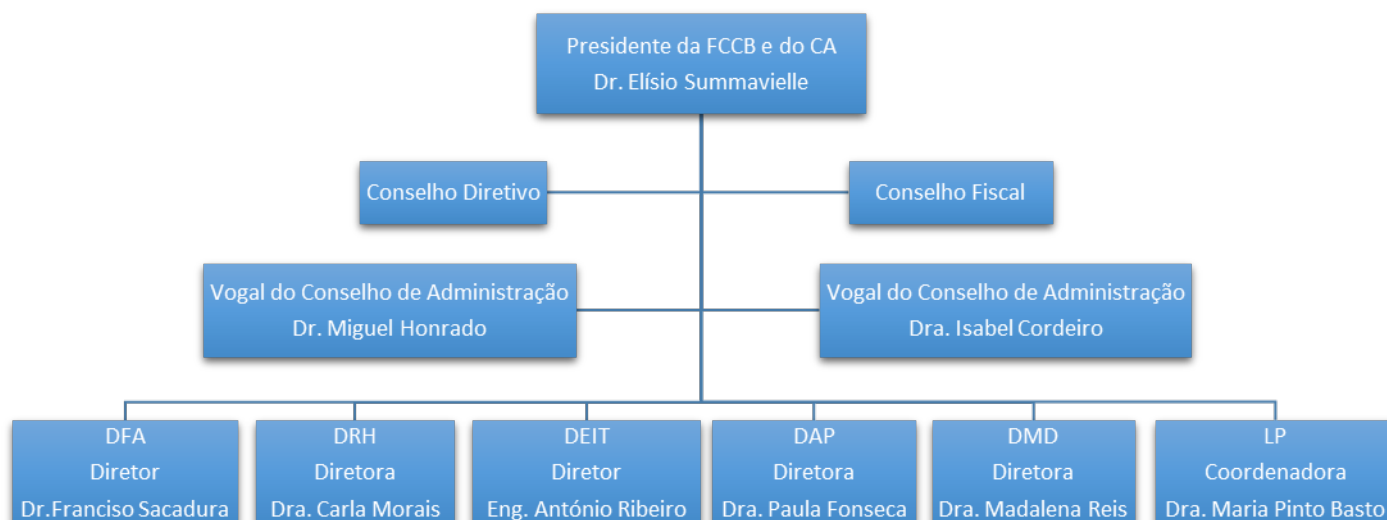 Presidente da FCCB e do CA
Dr. Elísio Summavielle
Conselho Diretivo
Conselho Fiscal
Vogal do Conselho de Administração
Dr. Miguel Honrado
Vogal do Conselho de Administração
Dra. Isabel Cordeiro
DFA
Diretor
Dr.Franciso Sacadura
DRH
Diretora
Dra. Carla Morais
DEIT
Diretor
Eng. António Ribeiro
DAP
Diretora
Dra. Paula Fonseca
DMD
Diretora
Dra. Madalena Reis
LP
Coordenadora
Dra. Maria Pinto Basto